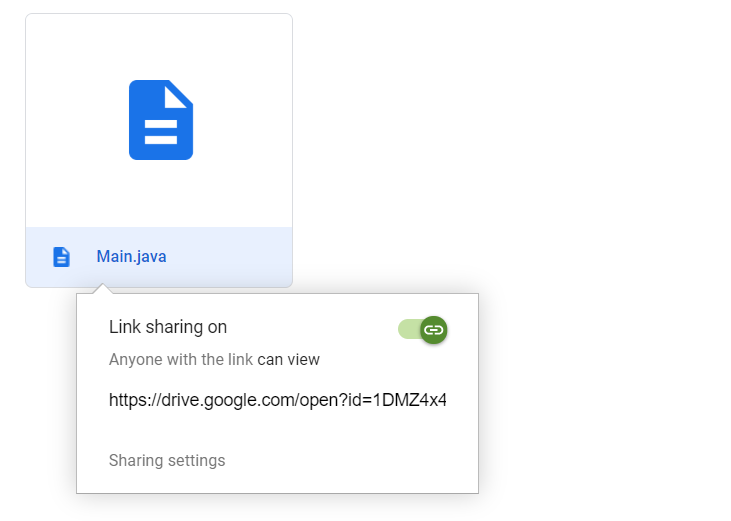 Main.java
Link sharing on
Anyone with the link can view
https://drive.google.com/open?id=1DMZ4x4
Sharing settings